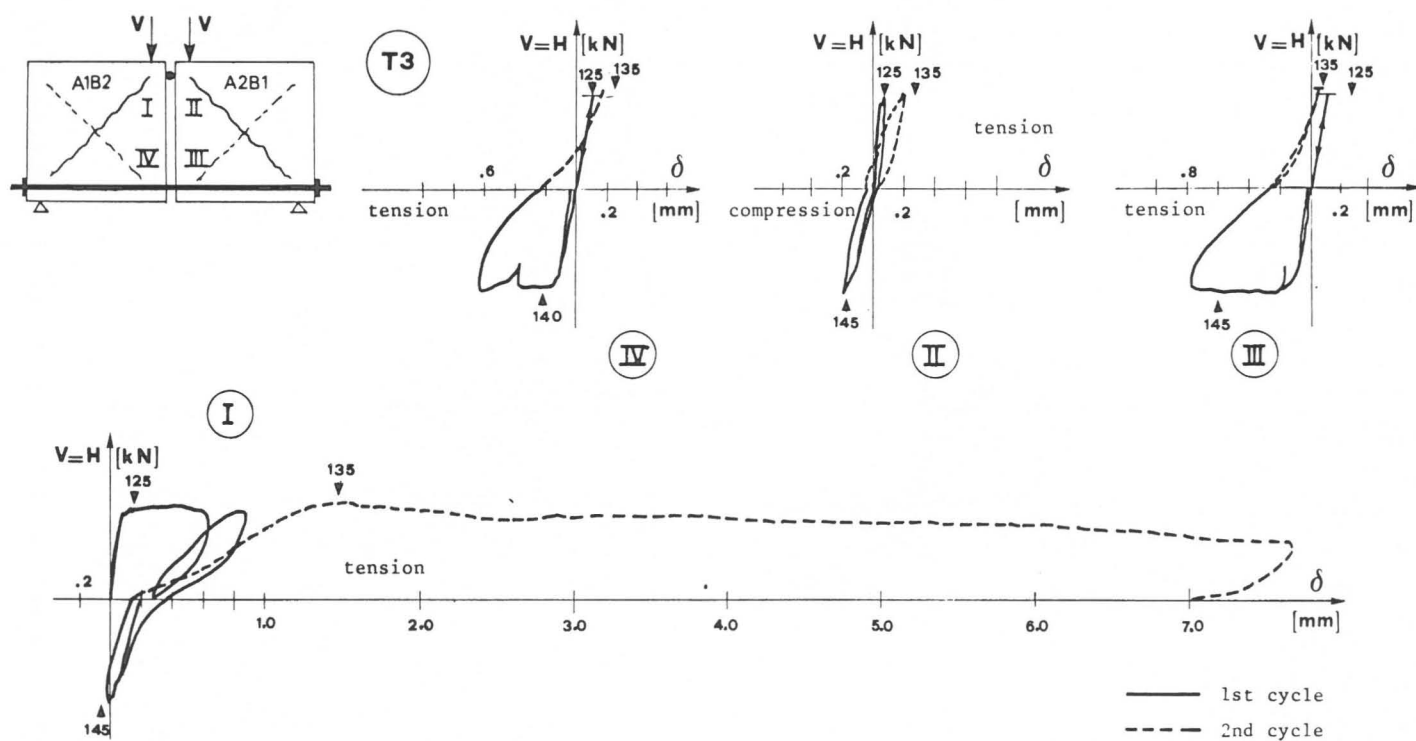 V V
A1B2 A2B1
I II
IV III
T3
V=H [kN]
125 135
.6 δ
tension .2 [mm]
140
IV
V=H [kN]
125 135
tension
.2 δ
compression .2 [mm]
145
II
V=H [kN]
135 125
.8 δ
tension .2 [mm]
145
III
I
V=H [kN]
125 135
tension
.2 δ
1.0 2.0 3.0 4.0 5.0 6.0 7.0 [mm]
145
1st cycle
2nd cycle